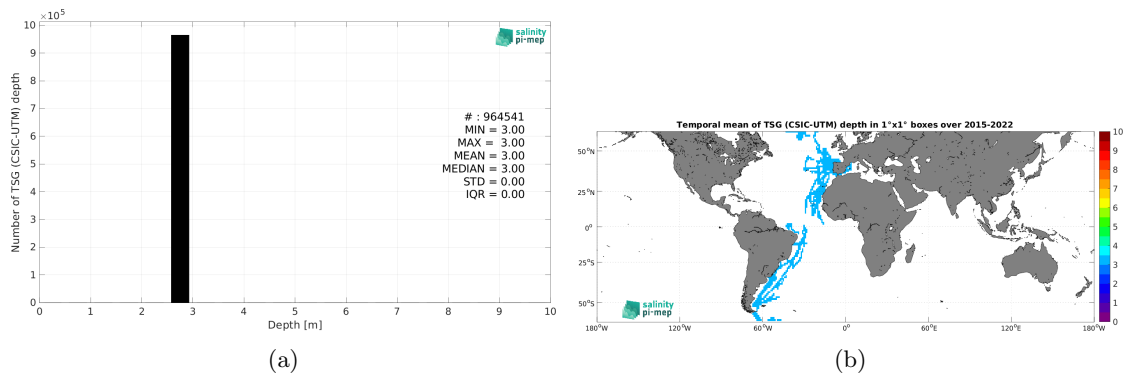 ×10⁵
10
9
8
7
6
5
4
3
2
1
0
Number of TSG (CSIC-UTM) depth
salinity
pi-mep
# : 964541
MIN = 3.00
MAX = 3.00
MEAN = 3.00
MEDIAN = 3.00
STD = 0.00
IQR = 0.00
0 1 2 3 4 5 6 7 8 9 10
Depth [m]
(a)
Temporal mean of TSG (CSIC-UTM) depth in 1°x1° boxes over 2015-2022
50°N
25°N
0°
25°S
50°S
salinity
pi-mep
180°W 120°W 60°W 0° 60°E 120°E 180°W
10
9
8
7
6
5
4
3
2
1
0
(b)